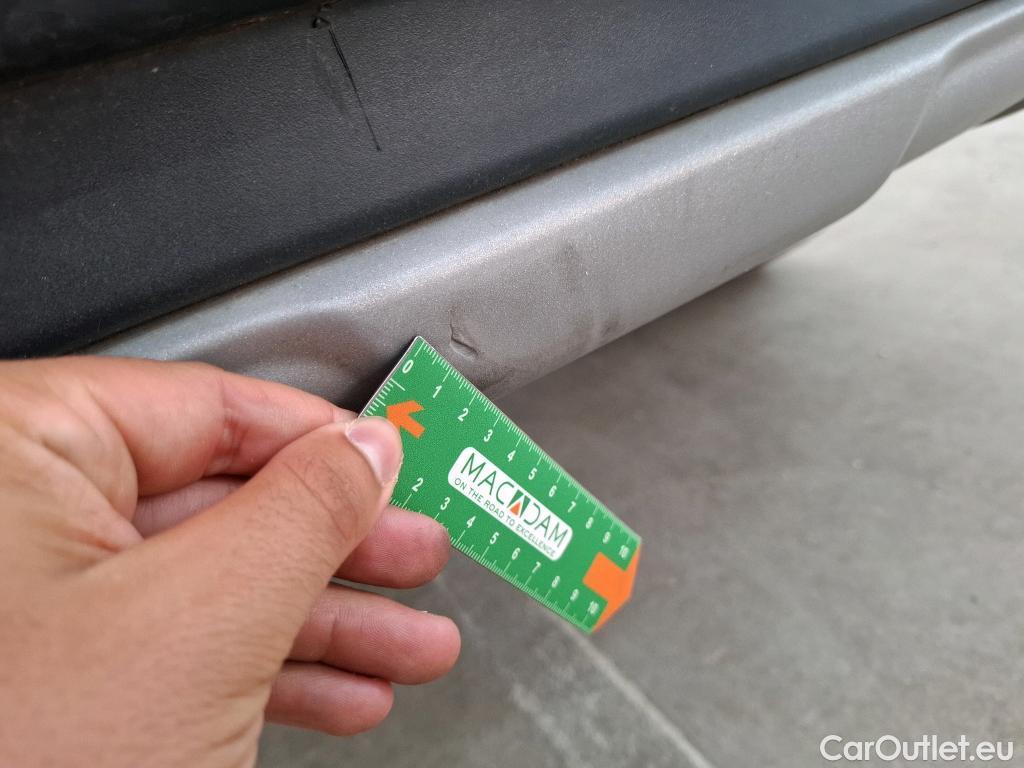 0 1 2 3 4 5 6 7 8 9 10
MACADAM
ON THE ROAD TO EXCELLENCE
2 3 4 5 6 7 8 9 10
CarOutlet.eu